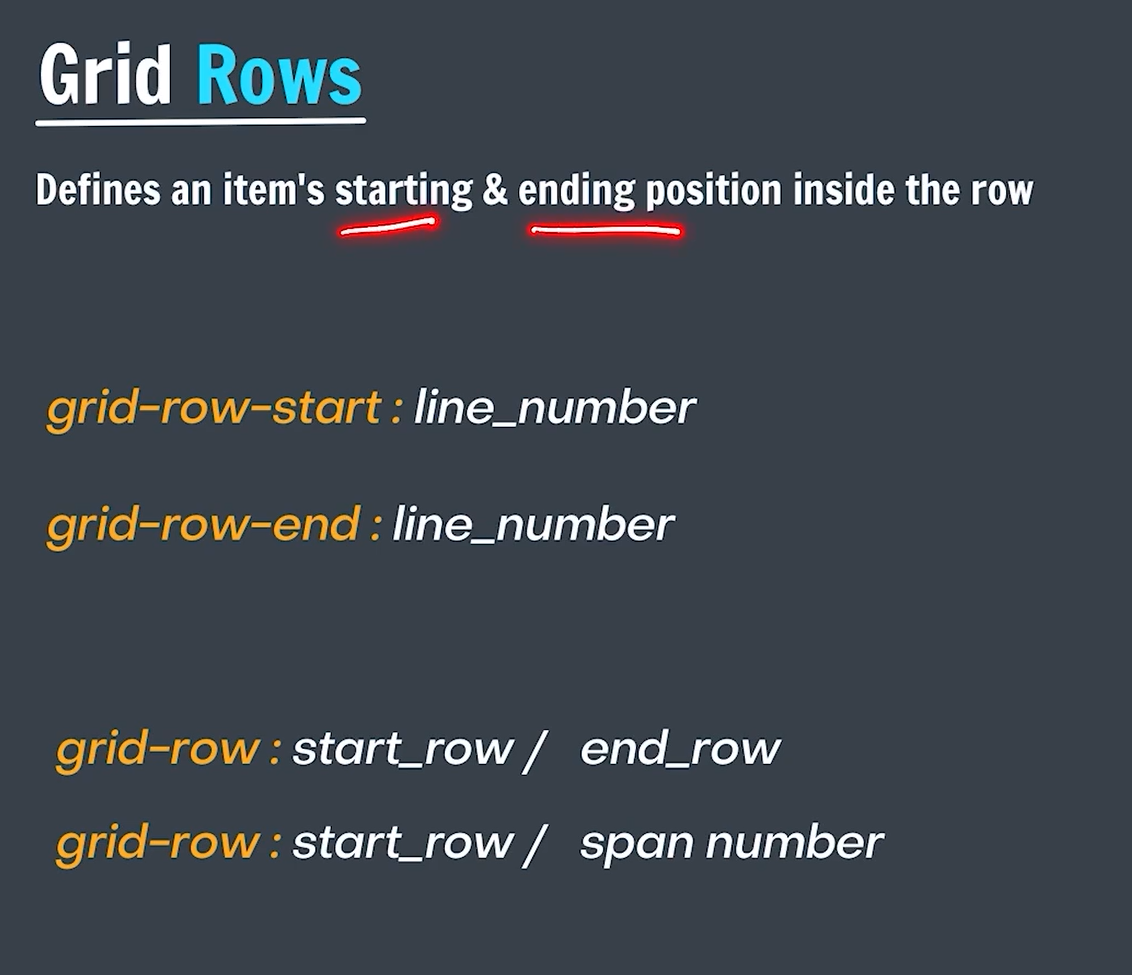 Grid Rows
Defines an item's starting & ending position inside the row
grid-row-start : line_number
grid-row-end : line_number
grid-row : start_row / end_row
grid-row : start_row / span number